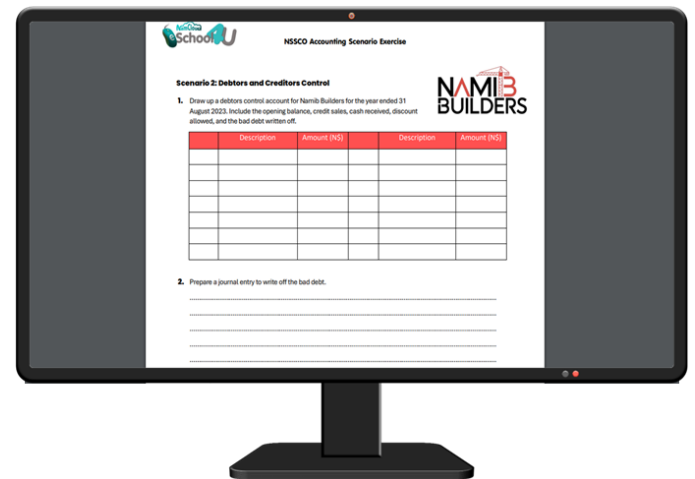 NamCloud
eSchool 4U
NSSCO Accounting Scenario Exercise
NAMIB
BUILDERS
Scenario 2: Debtors and Creditors Control
1. Draw up a debtors control account for Namib Builders for the year ended 31
August 2023. Include the opening balance, credit sales, cash received, discount
allowed, and the bad debt written off.
Description Amount (N$) Description Amount (N$)
2. Prepare a journal entry to write off the bad debt.